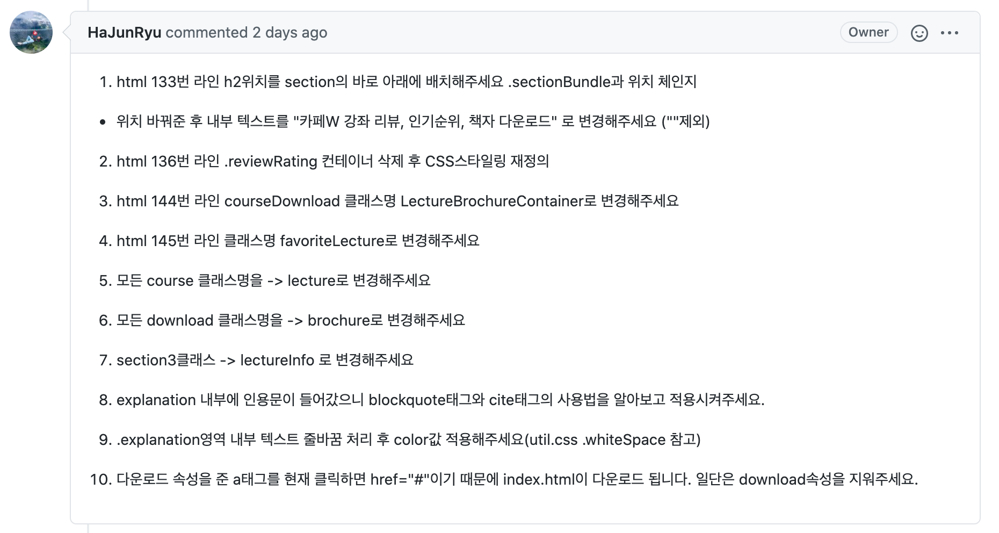 HaJunRyu commented 2 days ago Owner
1. html 133번 라인 h2위치를 section의 바로 아래에 배치해주세요 .sectionBundle과 위치 체인지
• 위치 바꿔준 후 내부 텍스트를 "카페W 강좌 리뷰, 인기순위, 책자 다운로드" 로 변경해주세요 (""제외)
2. html 136번 라인 .reviewRating 컨테이너 삭제 후 CSS스타일링 재정의
3. html 144번 라인 courseDownload 클래스명 LectureBrochureContainer로 변경해주세요
4. html 145번 라인 클래스명 favoriteLecture로 변경해주세요
5. 모든 course 클래스명을 -> lecture로 변경해주세요
6. 모든 download 클래스명을 -> brochure로 변경해주세요
7. section3클래스 -> lectureInfo 로 변경해주세요
8. explanation 내부에 인용문이 들어갔으니 blockquote태그와 cite태그의 사용법을 알아보고 적용시켜주세요.
9. .explanation영역 내부 텍스트 줄바꿈 처리 후 color값 적용해주세요(util.css .whiteSpace 참고)
10. 다운로드 속성을 준 a태그를 현재 클릭하면 href="#"이기 때문에 index.html이 다운로드 됩니다. 일단은 download속성을 지워주세요.